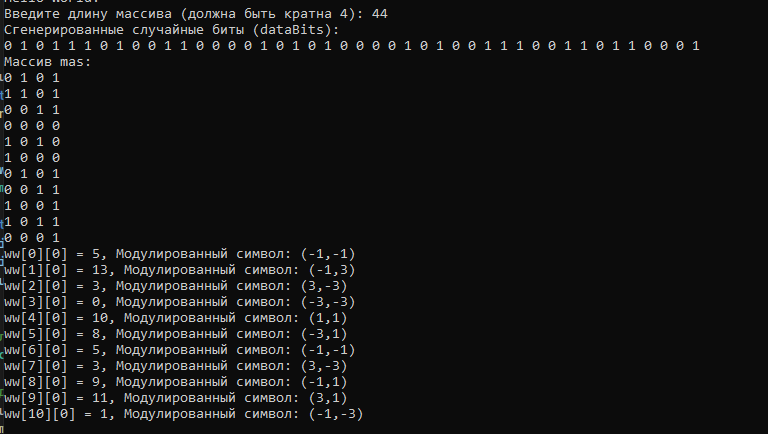 Введите длину массива (должна быть кратна 4): 44
Сгенерированные случайные биты (dataBits):
0 1 0 1 1 1 0 1 0 0 1 1 0 0 0 0 1 0 1 0 1 0 0 0 0 1 0 1 0 0 1 1 1 0 0 1 1 0 1 1 0 0 0 1
Массив mas:
0 1 0 1
1 1 0 1
0 0 1 1
0 0 0 0
1 0 1 0
1 0 0 0
0 1 0 1
0 0 1 1
1 0 0 1
1 0 1 1
0 0 0 1
ww[0][0] = 5, Модулированный символ: (-1,-1)
ww[1][0] = 13, Модулированный символ: (-1,3)
ww[2][0] = 3, Модулированный символ: (3,-3)
ww[3][0] = 0, Модулированный символ: (-3,-3)
ww[4][0] = 10, Модулированный символ: (1,1)
ww[5][0] = 8, Модулированный символ: (-3,1)
ww[6][0] = 5, Модулированный символ: (-1,-1)
ww[7][0] = 3, Модулированный символ: (3,-3)
ww[8][0] = 9, Модулированный символ: (-1,1)
ww[9][0] = 11, Модулированный символ: (3,1)
ww[10][0] = 1, Модулированный символ: (-1,-3)